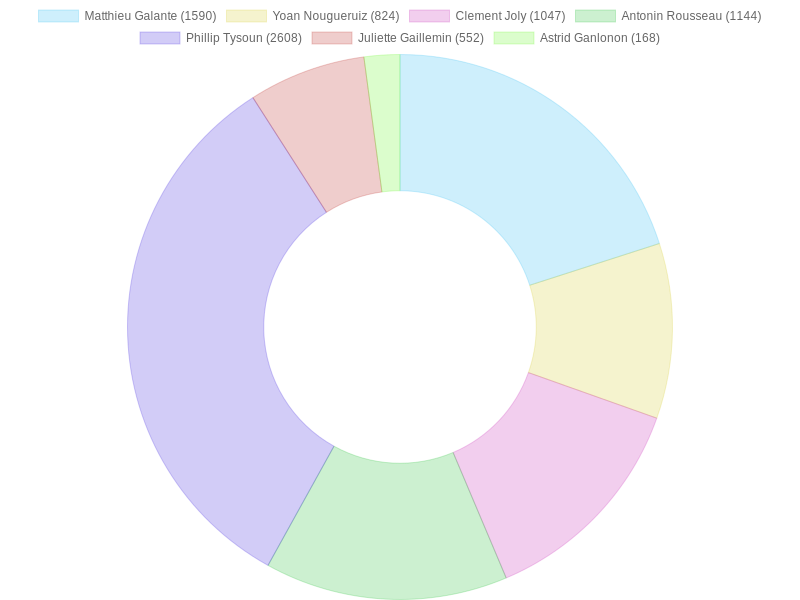 Matthieu Galante (1590) Yoan Nougueruiz (824) Clement Joly (1047) Antonin Rousseau (1144)
Phillip Tysoun (2608) Juliette Gaillemin (552) Astrid Ganlonon (168)